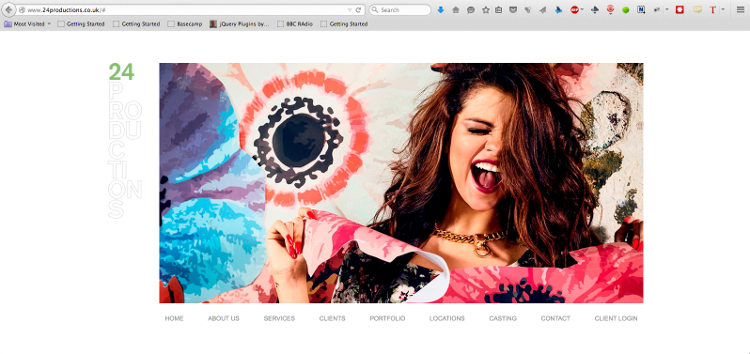 www.24productions.co.uk/#
Search
Most Visited
Getting Started
Getting Started
Basecamp
jQuery Plugins by...
BBC RAdio
Getting Started
24
PRODUCTIONS
HOME ABOUT US SERVICES CLIENTS PORTFOLIO LOCATIONS CASTING CONTACT CLIENT LOGIN